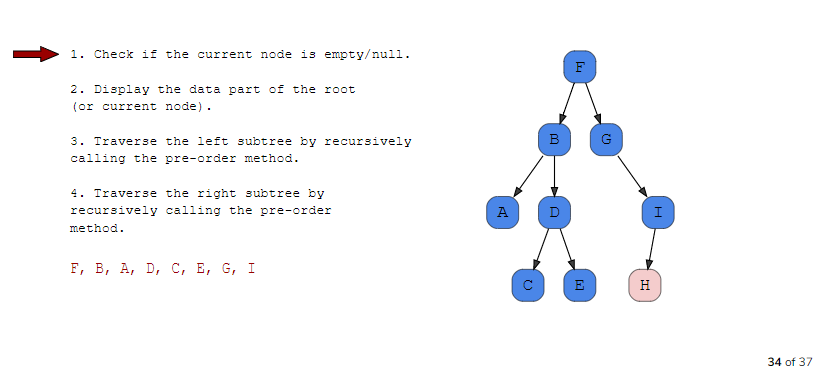 1. Check if the current node is empty/null.
2. Display the data part of the root
(or current node).
3. Traverse the left subtree by recursively
calling the pre-order method.
4. Traverse the right subtree by
recursively calling the pre-order
method.
F, B, A, D, C, E, G, I
F
B
G
A
D
I
C
E
H
34 of 37